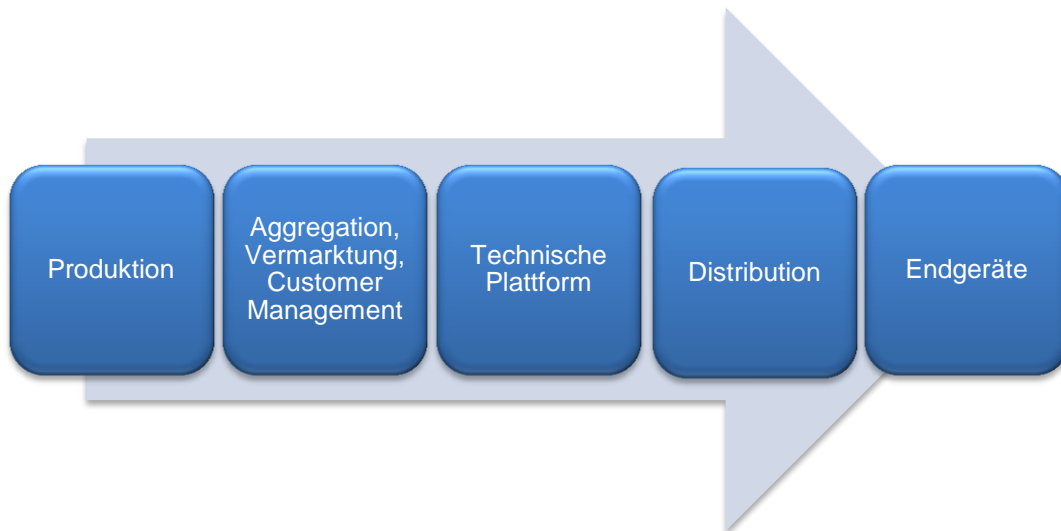 Produktion
Aggregation,
Vermarktung,
Customer
Management
Technische
Plattform
Distribution
Endgeräte